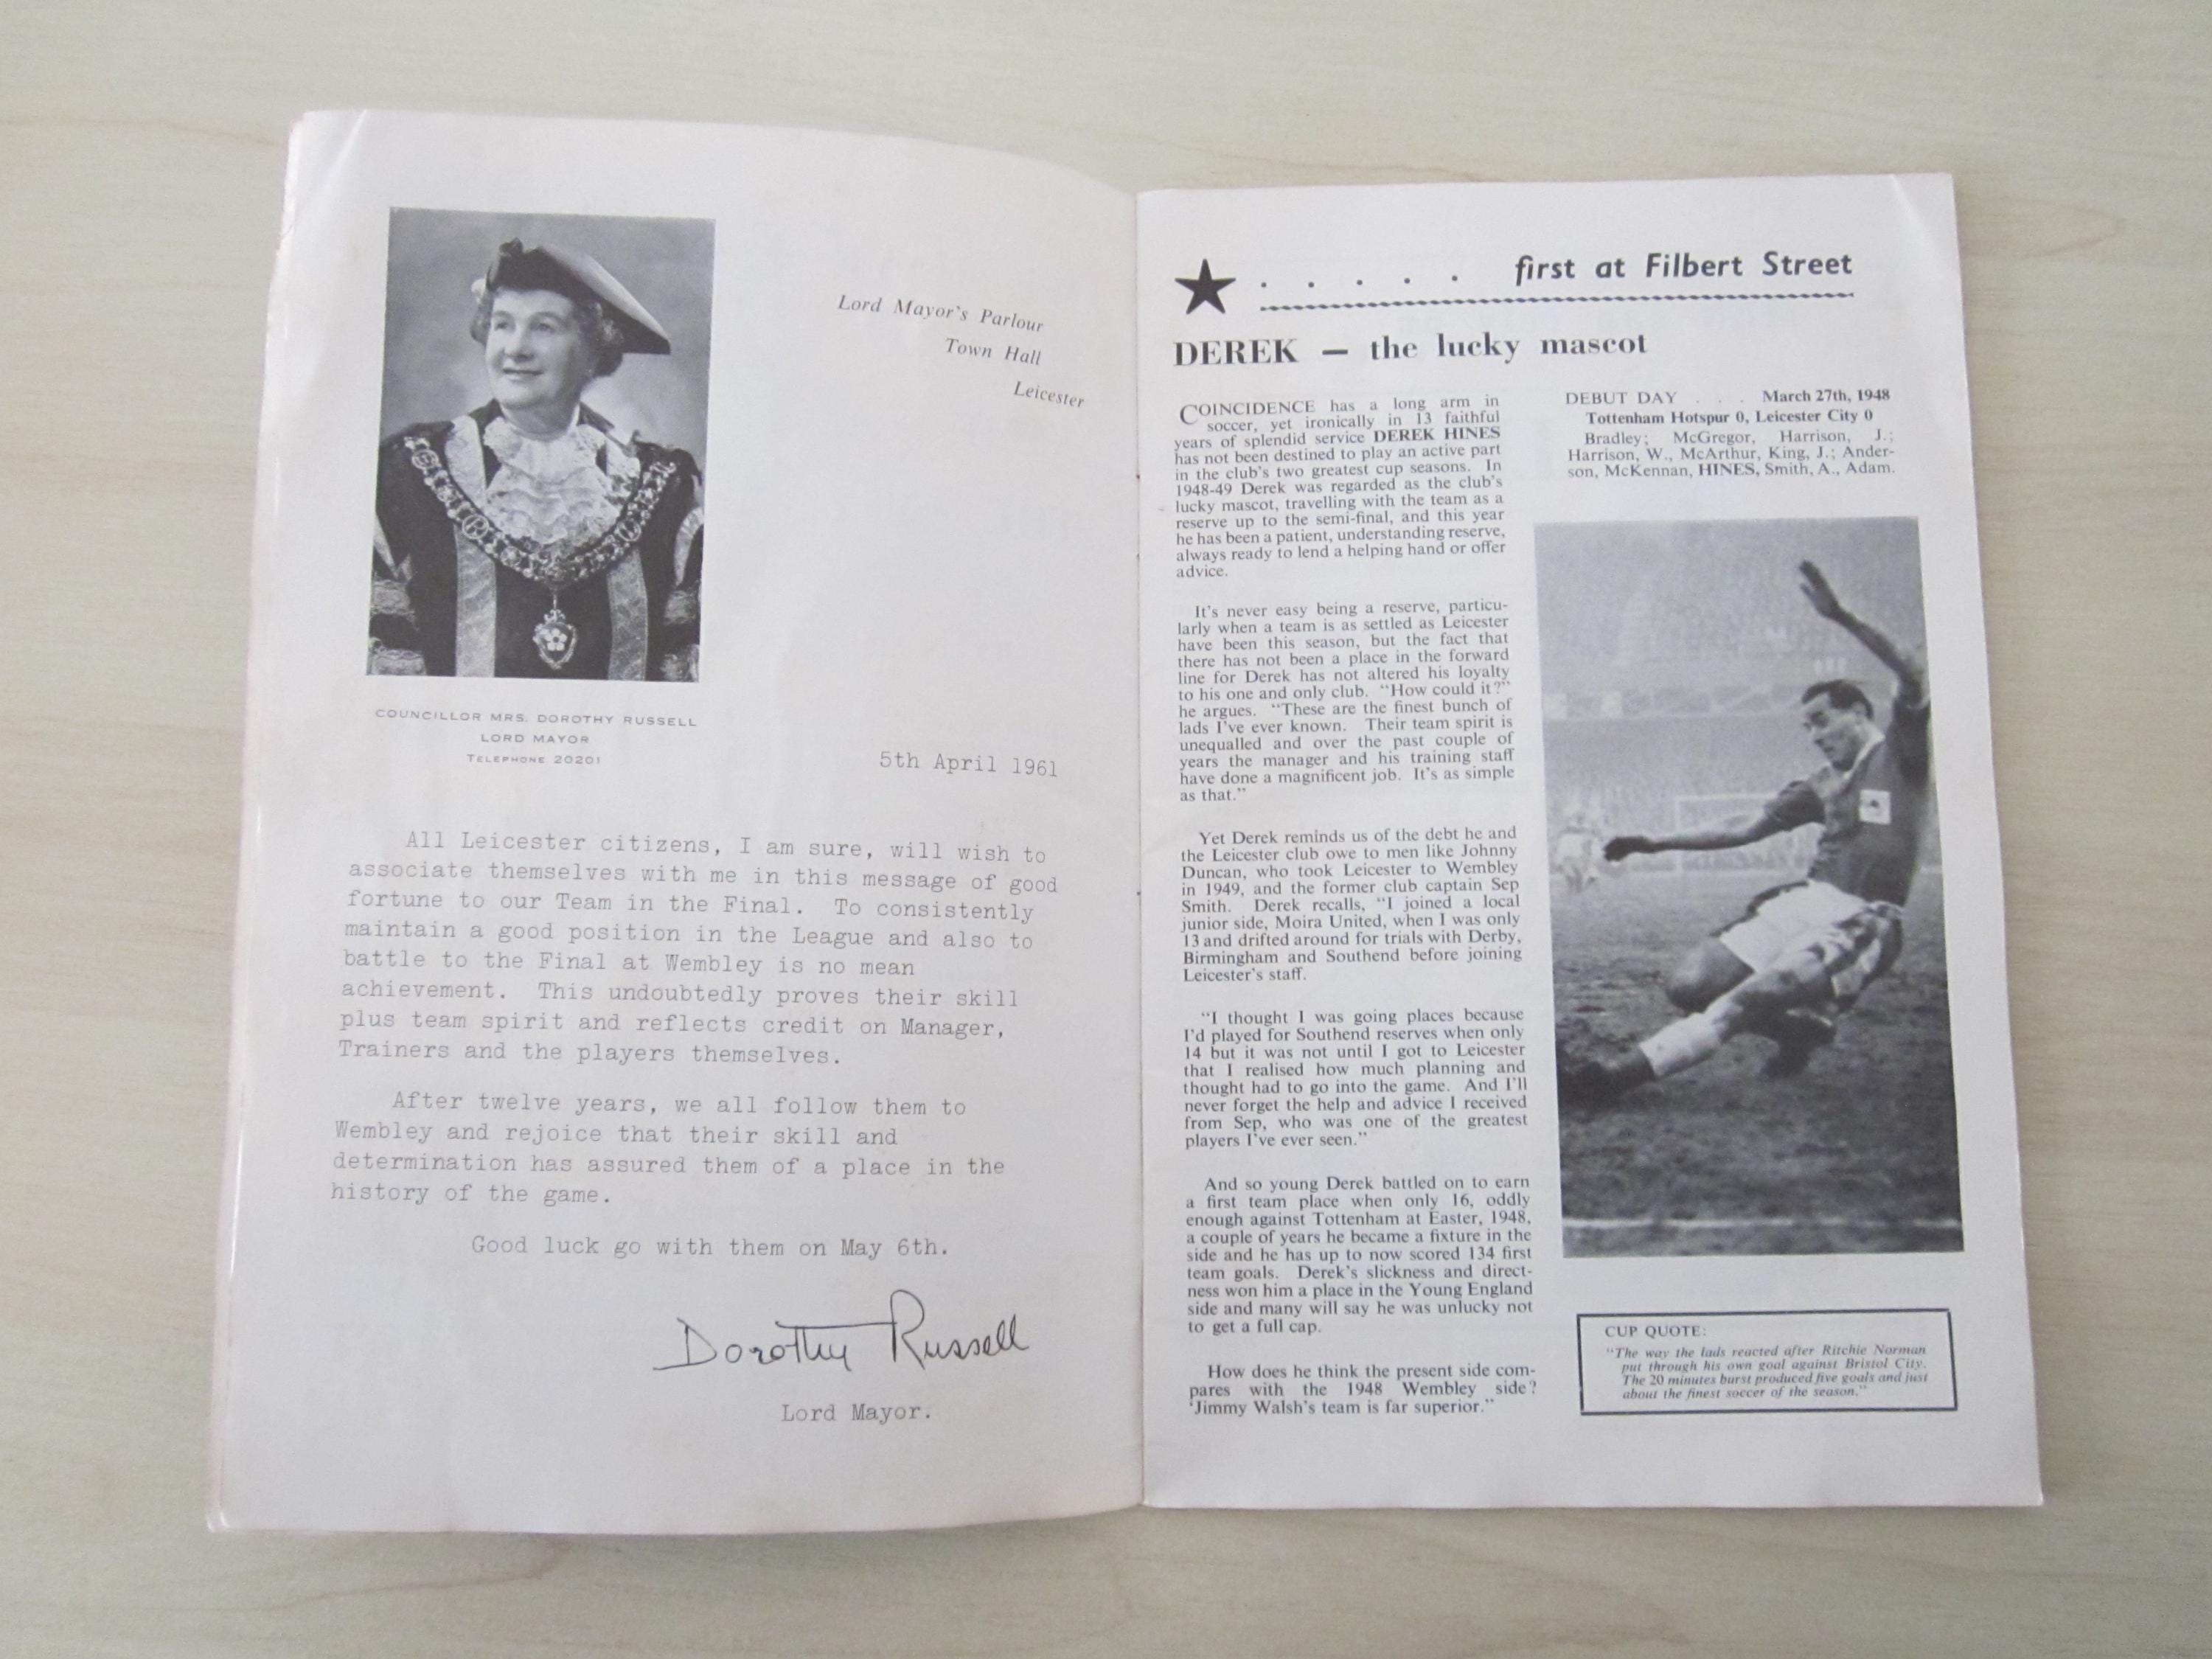 Lord Mayor's Parlour
Town Hall
Leicester
COUNCILLOR MRS. DOROTHY RUSSELL
LORD MAYOR
TELEPHONE 20201
5th April 1961
All Leicester citizens, I am sure, will wish to
associate themselves with me in this message of good
fortune to our Team in the Final. To consistently
maintain a good position in the League and also to
battle to the Final at Wembley is no mean
achievement. This undoubtedly proves their skill
plus team spirit and reflects credit on Manager,
Trainers and the players themselves.
After twelve years, we all follow them to
Wembley and rejoice that their skill and
determination has assured them of a place in the
history of the game.
Good luck go with them on May 6th.
Dorothy Russell
Lord Mayor.
. . . . . first at Filbert Street
DEREK — the lucky mascot
COINCIDENCE has a long arm in
soccer, yet ironically in 13 faithful
years of splendid service DEREK HINES
has not been destined to play an active part
in the club's two greatest cup seasons. In
1948-49 Derek was regarded as the club's
lucky mascot, travelling with the team as a
reserve up to the semi-final, and this year
he has been a patient, understanding reserve,
always ready to lend a helping hand or offer
advice.
It's never easy being a reserve, particu-
larly when a team is as settled as Leicester
have been this season, but the fact that
there has not been a place in the forward
line for Derek has not altered his loyalty
to his one and only club. "How could it?"
he argues. "These are the finest bunch of
lads I've ever known. Their team spirit is
unequalled and over the past couple of
years the manager and his training staff
have done a magnificent job. It's as simple
as that."
Yet Derek reminds us of the debt he and
the Leicester club owe to men like Johnny
Duncan, who took Leicester to Wembley
in 1949, and the former club captain Sep
Smith. Derek recalls, "I joined a local
junior side, Moira United, when I was only
13 and drifted around for trials with Derby,
Birmingham and Southend before joining
Leicester's staff.
"I thought I was going places because
I'd played for Southend reserves when only
14 but it was not until I got to Leicester
that I realised how much planning and
thought had to go into the game. And I'll
never forget the help and advice I received
from Sep, who was one of the greatest
players I've ever seen."
And so young Derek battled on to earn
a first team place when only 16, oddly
enough against Tottenham at Easter, 1948,
a couple of years he became a fixture in the
side and he has up to now scored 134 first
team goals. Derek's slickness and direct-
ness won him a place in the Young England
side and many will say he was unlucky not
to get a full cap.
How does he think the present side com-
pares with the 1948 Wembley side?
'Jimmy Walsh's team is far superior."
DEBUT DAY . . . March 27th, 1948
Tottenham Hotspur 0, Leicester City 0
Bradley; McGregor, Harrison, J.;
Harrison, W., McArthur, King, J.; Ander-
son, McKennan, HINES, Smith, A., Adam.
CUP QUOTE:
"The way the lads reacted after Ritchie Norman
put through his own goal against Bristol City.
The 20 minutes burst produced five goals and just
about the finest soccer of the season."